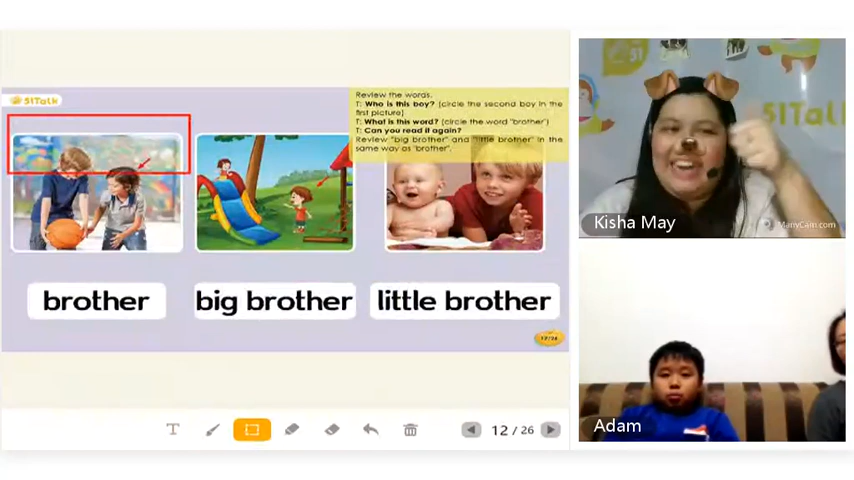 51Talk
Review the words.
T: Who is this boy? (circle the second boy in the
first picture)
T: What is this word? (circle the word "brother")
T: Can you read it again?
Review "big brother" and "little brother" in the
same way as "brother".
brother
big brother
little brother
12/26
T
12 / 26
51Talk
Kisha May
ManyCam.com
Adam